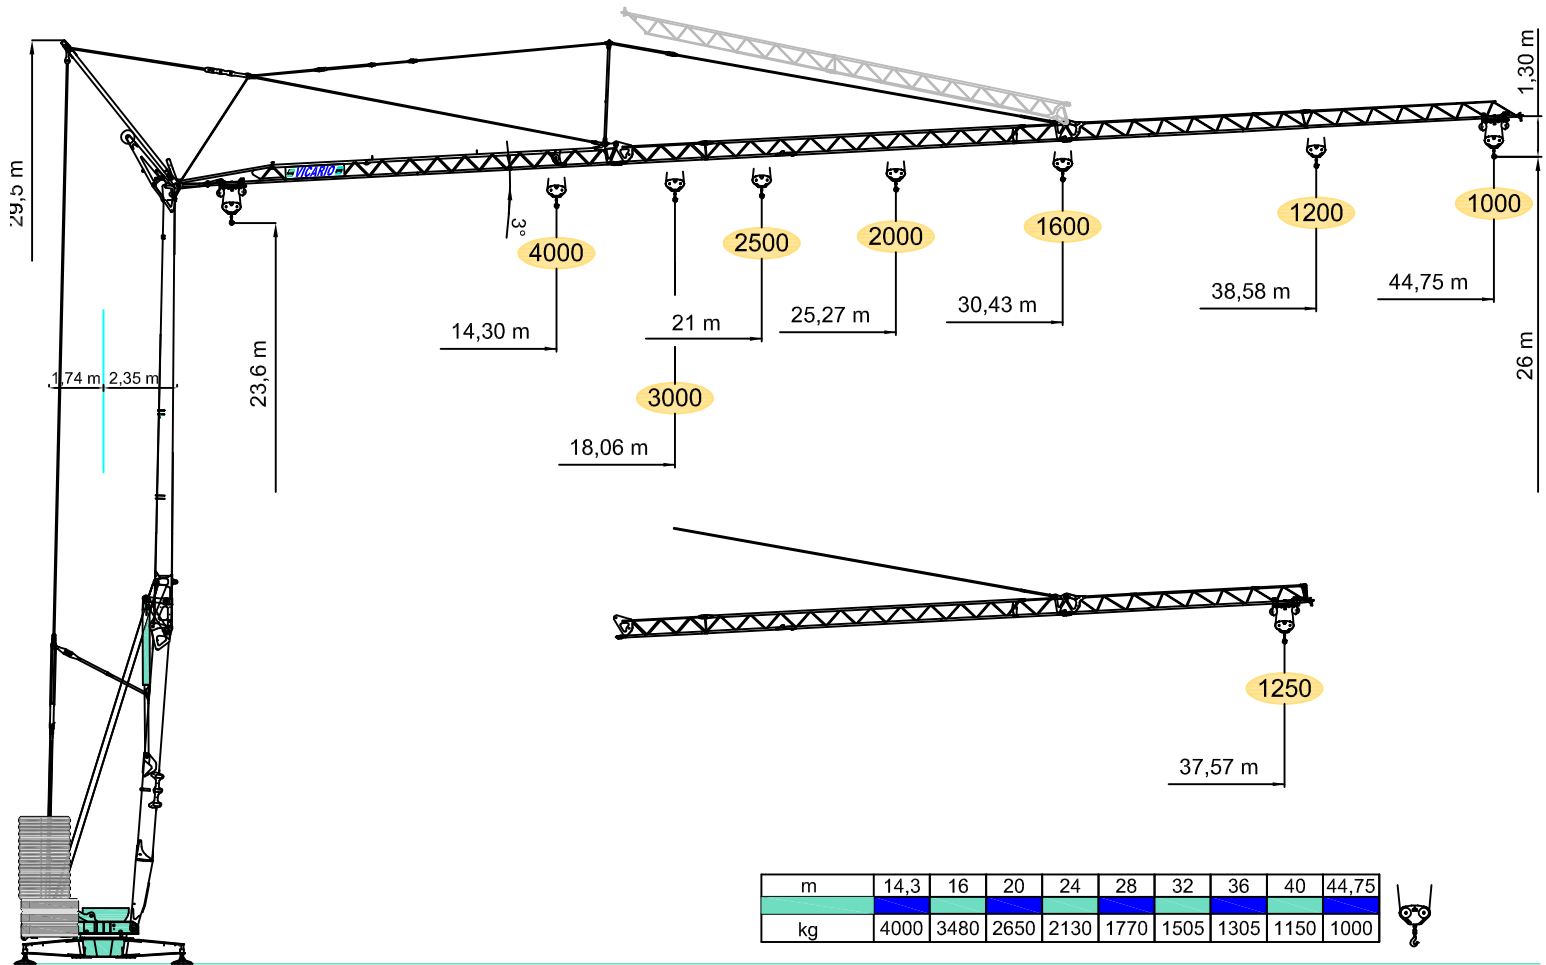 1,30 m
29,5 m
VICARIO
3°
4000
2500
2000
1600
1200
1000
14,30 m
21 m
25,27 m
30,43 m
38,58 m
44,75 m
23,6 m
26 m
1,74 m 2,35 m
3000
18,06 m
1250
37,57 m
m 14,3 16 20 24 28 32 36 40 44,75
kg 4000 3480 2650 2130 1770 1505 1305 1150 1000